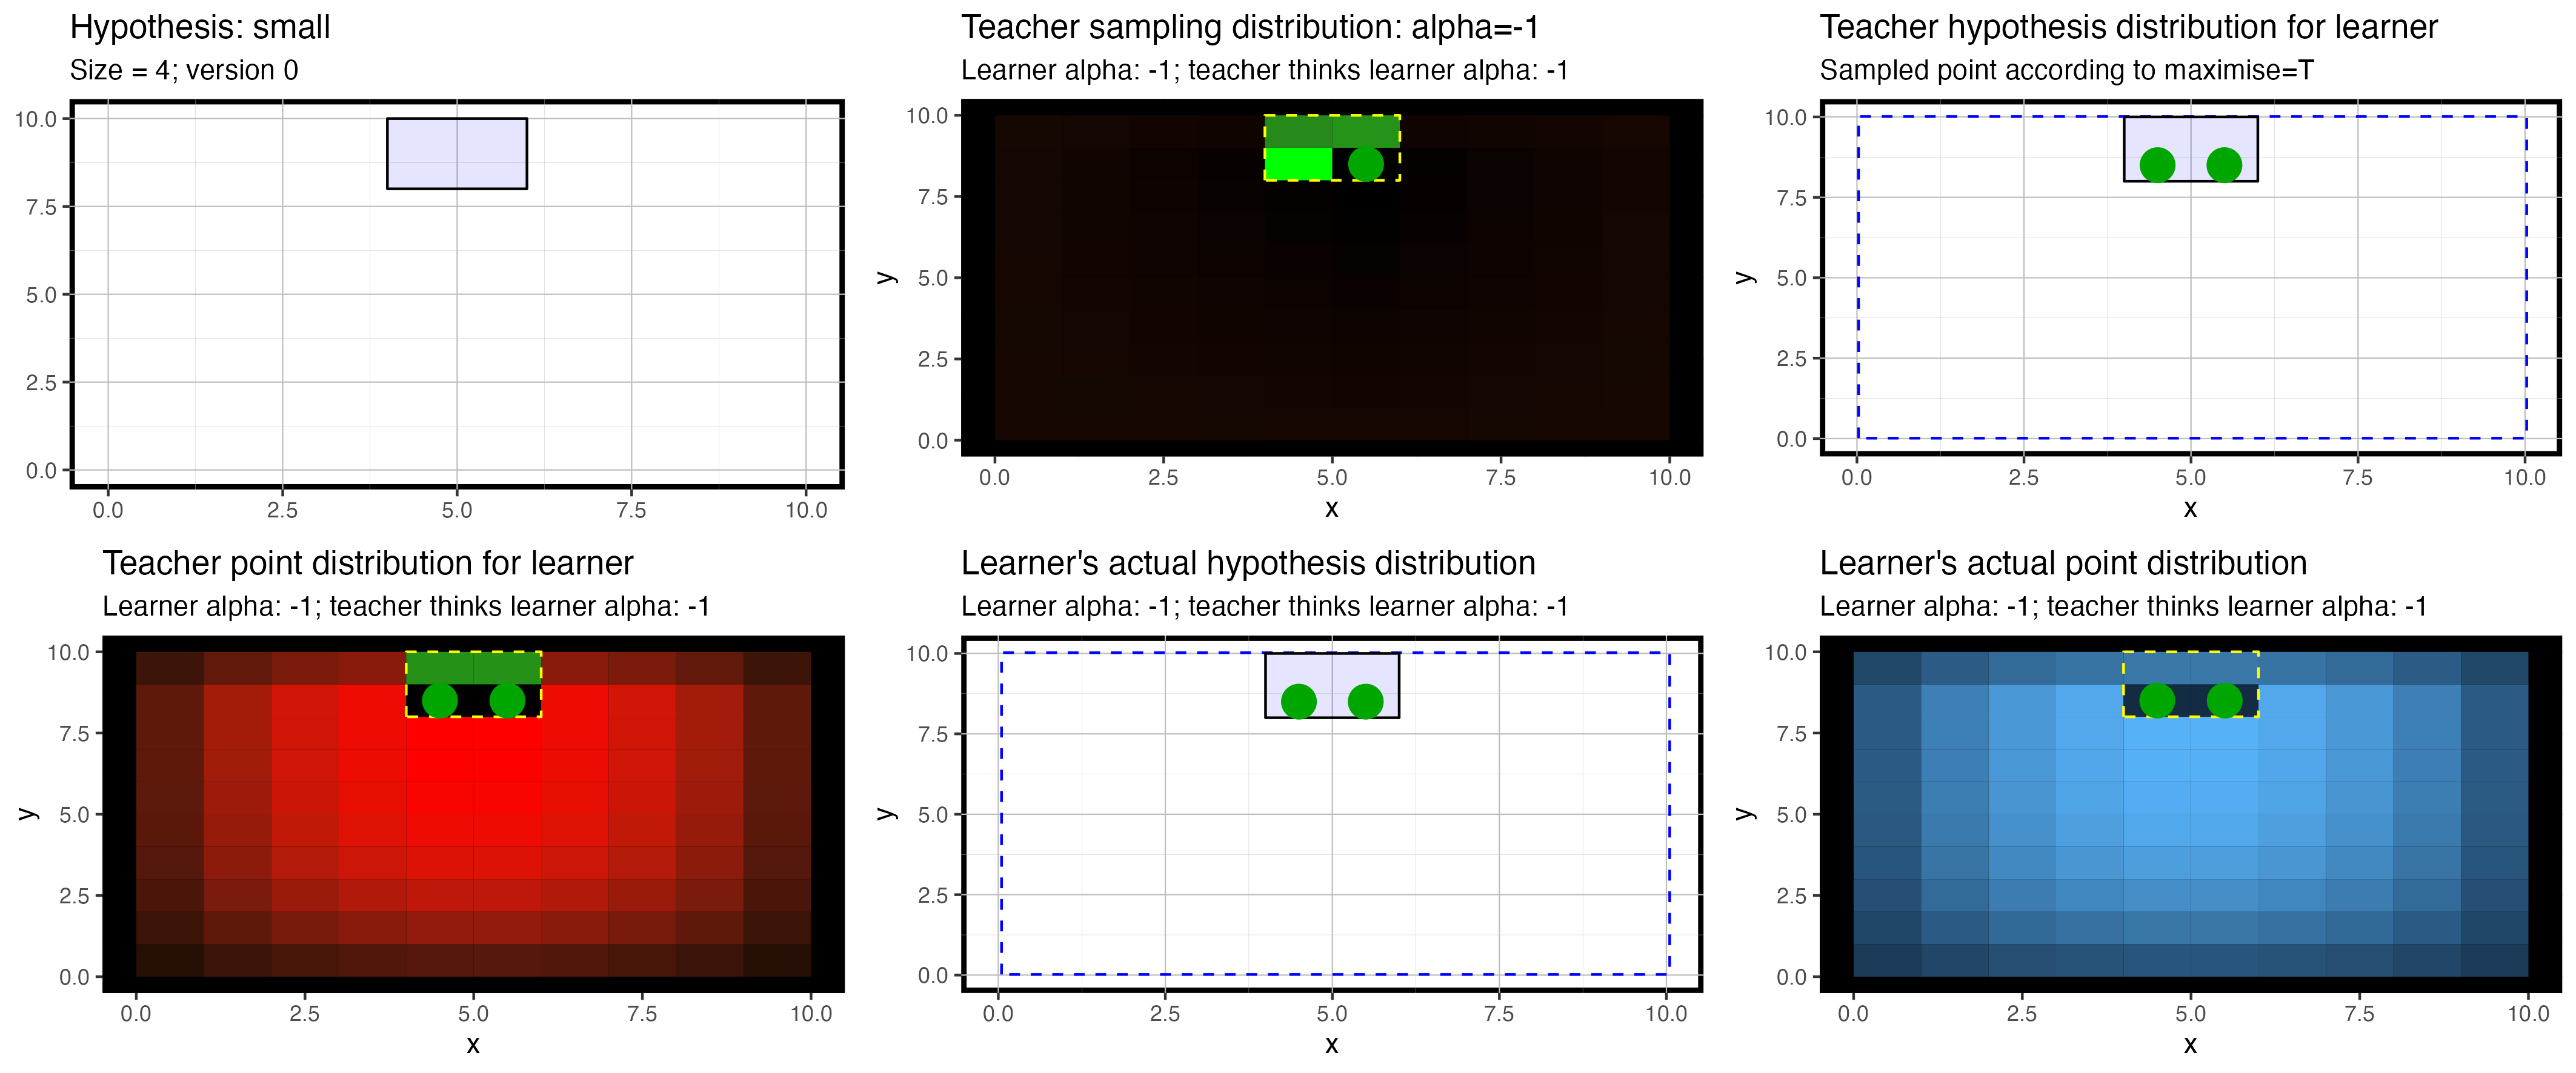 Hypothesis: small
Size = 4; version 0
10.0
7.5
5.0
2.5
0.0
0.0 2.5 5.0 7.5 10.0
Teacher sampling distribution: alpha=-1
Learner alpha: -1; teacher thinks learner alpha: -1
y
10.0
7.5
5.0
2.5
0.0
0.0 2.5 5.0 7.5 10.0
x
Teacher hypothesis distribution for learner
Sampled point according to maximise=T
y
10.0
7.5
5.0
2.5
0.0
0.0 2.5 5.0 7.5 10.0
x
Teacher point distribution for learner
Learner alpha: -1; teacher thinks learner alpha: -1
y
10.0
7.5
5.0
2.5
0.0
0.0 2.5 5.0 7.5 10.0
x
Learner's actual hypothesis distribution
Learner alpha: -1; teacher thinks learner alpha: -1
y
10.0
7.5
5.0
2.5
0.0
0.0 2.5 5.0 7.5 10.0
x
Learner's actual point distribution
Learner alpha: -1; teacher thinks learner alpha: -1
y
10.0
7.5
5.0
2.5
0.0
0.0 2.5 5.0 7.5 10.0
x